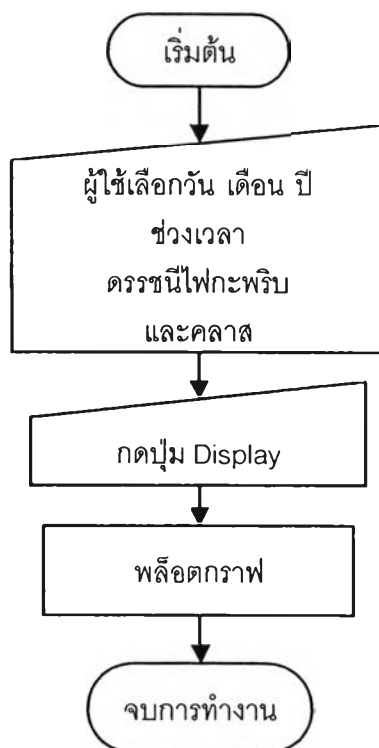 เริ่มต้น
ผู้ใช้เลือกวัน เดือน ปี
ช่วงเวลา
ดรรชนีไฟกะพริบ
และคลาส
กดปุ่ม Display
พล็อตกราฟ
จบการทำงาน